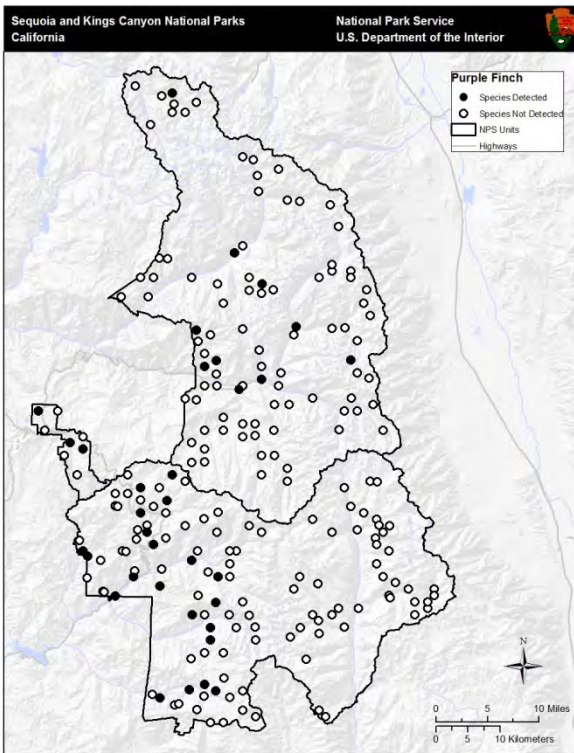 Sequoia and Kings Canyon National Parks
California
National Park Service
U.S. Department of the Interior
Purple Finch
Species Detected
Species Not Detected
NPS Units
Highways
N
0 5 10 Miles
0 5 10 Kilometers